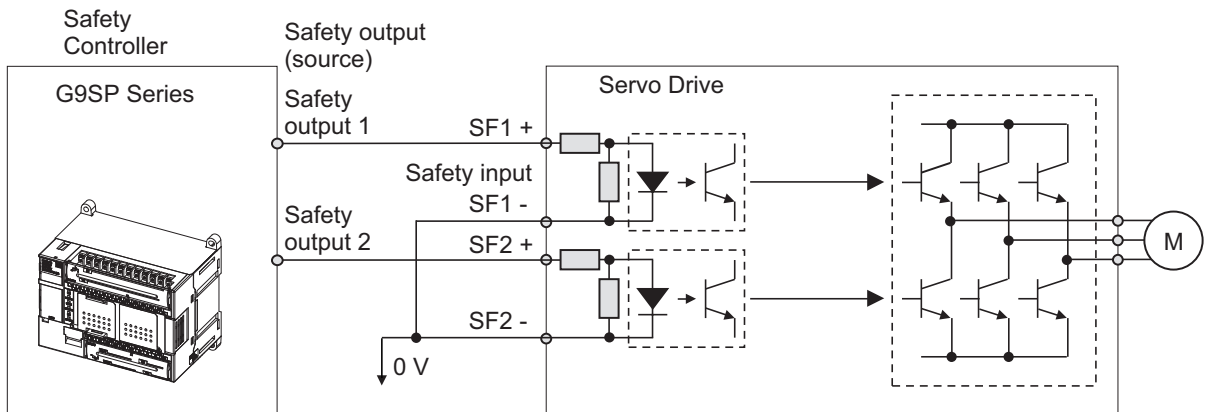 Safety
Controller
G9SP Series
Safety output
(source)
Safety
output 1
Safety
output 2
SF1 +
Safety input
SF1 -
SF2 +
SF2 -
0 V
Servo Drive
M